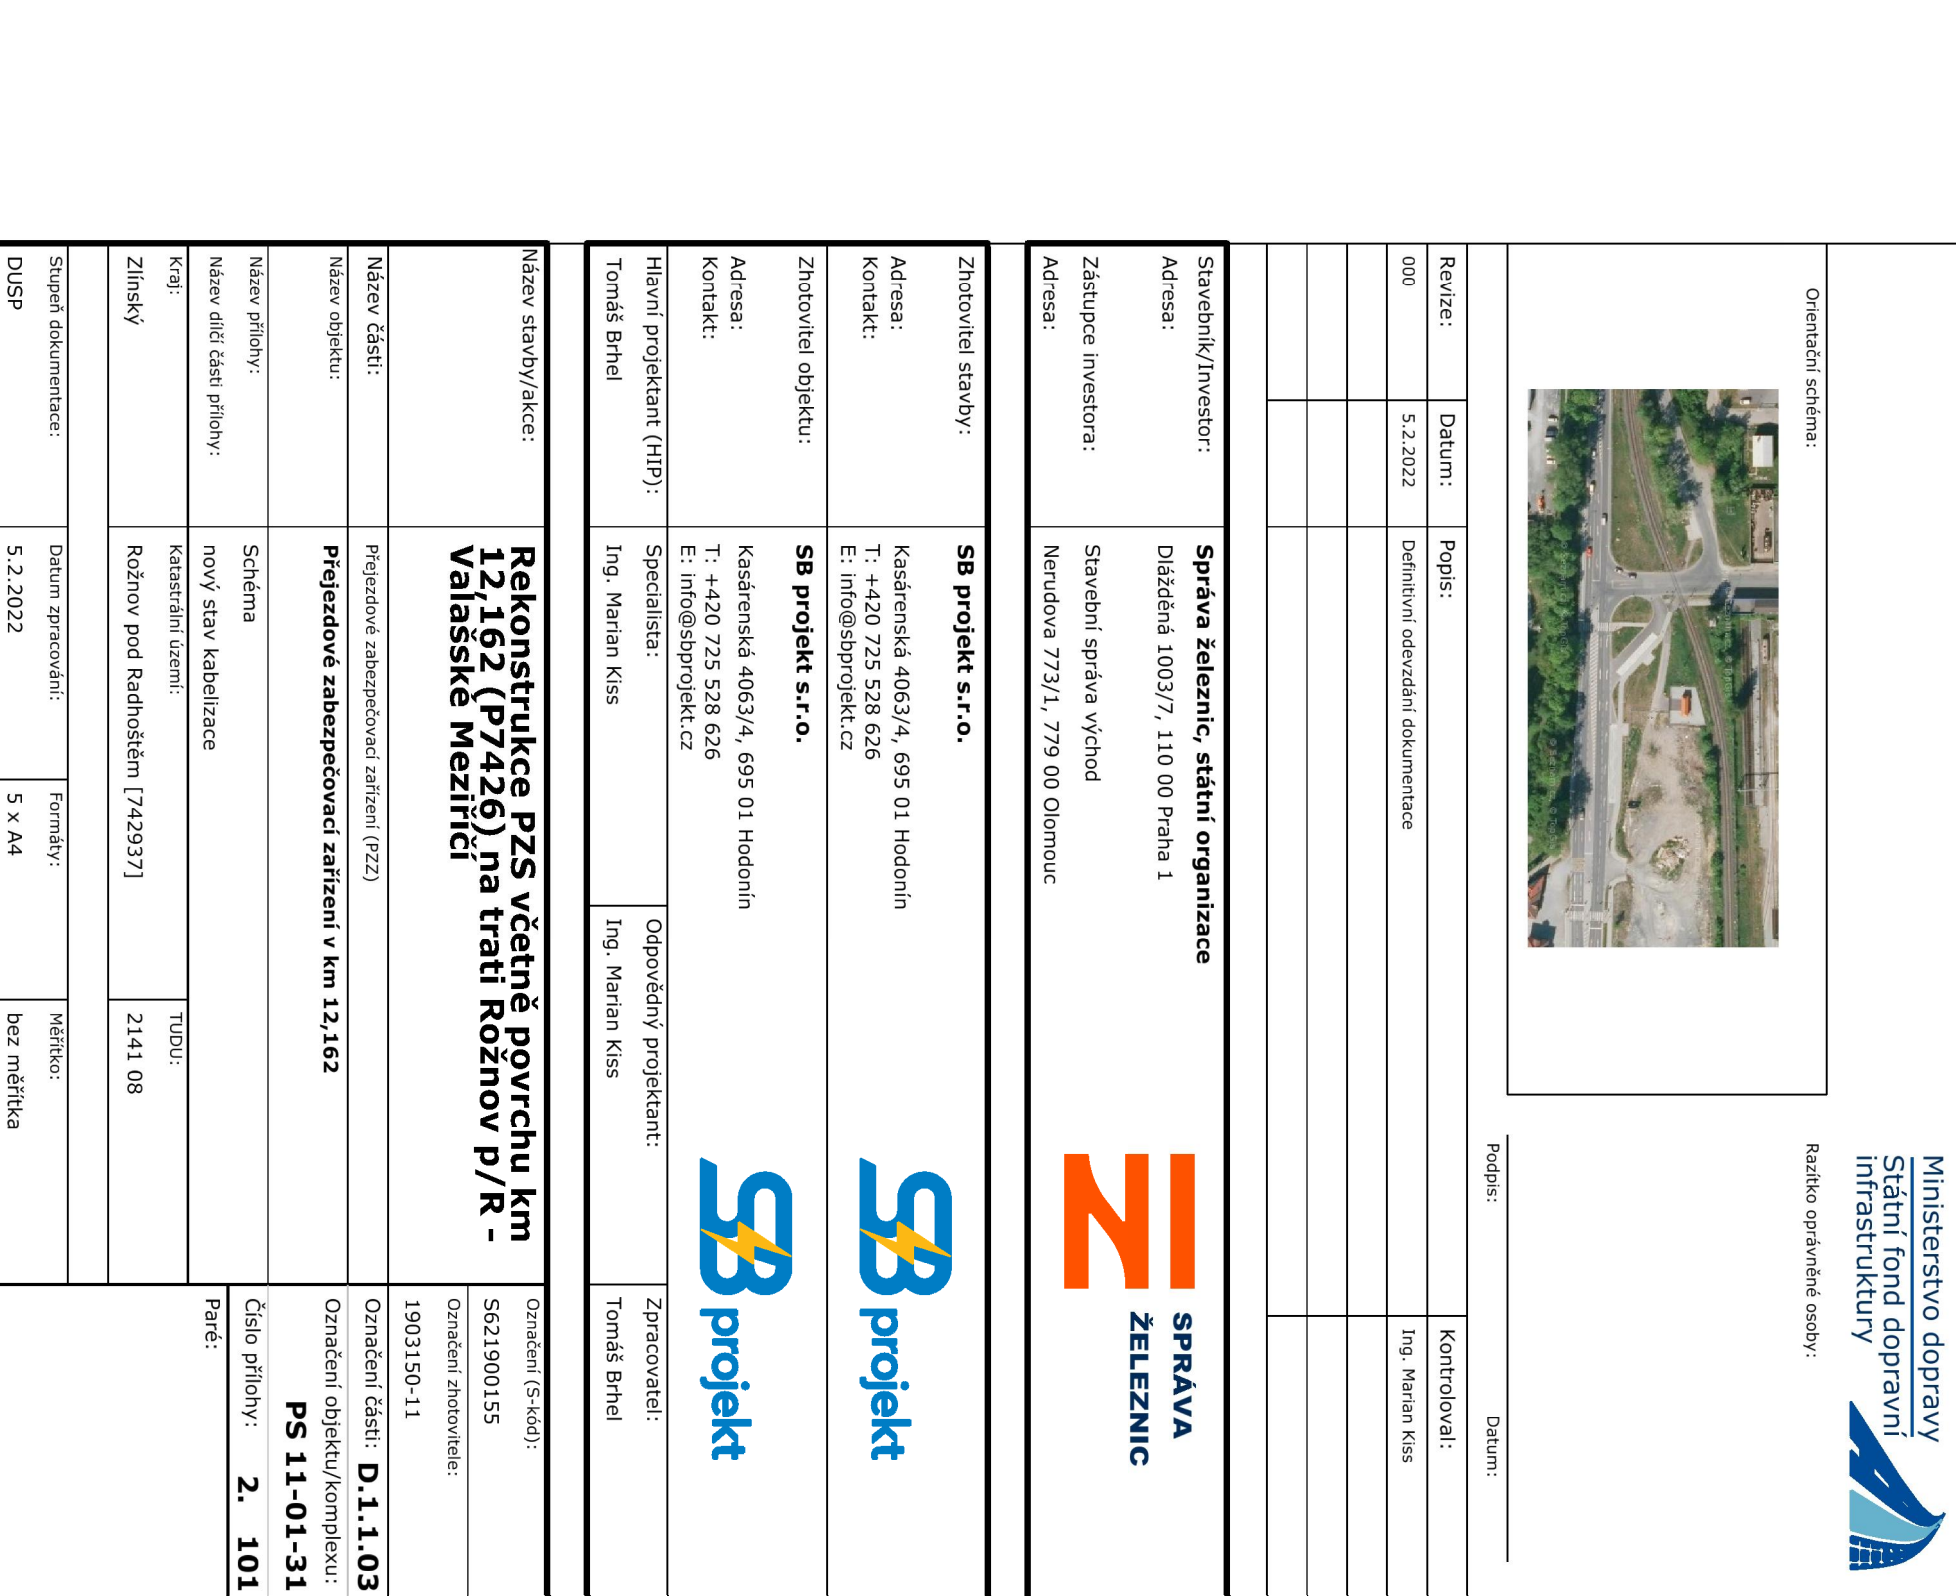 Ministerstvo dopravy
Státní fond dopravní
infrastruktury
Orientační schéma:
Razítko oprávněné osoby:
Podpis:
Datum:
Revize:
Datum:
Popis:
Kontroloval:
000
5.2.2022
Definitivní odevzdání dokumentace
Ing. Marian Kiss
Stavebník/Investor:
Správa železnic, státní organizace
Adresa:
Dlážděná 1003/7, 110 00 Praha 1
Zástupce investora:
Stavební správa východ
Adresa:
Nerudova 773/1, 779 00 Olomouc
SPRÁVA
ŽELEZNIC
Zhotovitel stavby:
SB projekt s.r.o.
Adresa:
Kasárenská 4063/4, 695 01 Hodonín
Kontakt:
T: +420 725 528 626
E: info@sbprojekt.cz
SB projekt
Zhotovitel objektu:
SB projekt s.r.o.
Adresa:
Kasárenská 4063/4, 695 01 Hodonín
Kontakt:
T: +420 725 528 626
E: info@sbprojekt.cz
SB projekt
Hlavní projektant (HIP):
Specialista:
Odpovědný projektant:
Zpracovatel:
Tomáš Brhel
Ing. Marian Kiss
Ing. Marian Kiss
Tomáš Brhel
Název stavby/akce:
Rekonstrukce PZS včetně povrchu km
12,162 (P7426) na trati Rožnov p/R -
Valašské Meziříčí
Označení (S-kód):
S621900155
Označení zhotovitele:
1903150-11
Název části:
Přejezdové zabezpečovací zařízení (PZZ)
Označení části: D.1.1.03
Název objektu:
Přejezdové zabezpečovací zařízení v km 12,162
Označení objektu/komplexu:
PS 11-01-31
Název přílohy:
Schéma
Číslo přílohy: 2. 101
Název dílčí části přílohy:
nový stav kabelizace
Paré:
Kraj:
Katastrální území:
TUDU:
Zlínský
Rožnov pod Radhoštěm [742937]
2141 08
Stupeň dokumentace:
Datum zpracování:
Formáty:
Měřítko:
DUSP
5.2.2022
5 x A4
bez měřítka